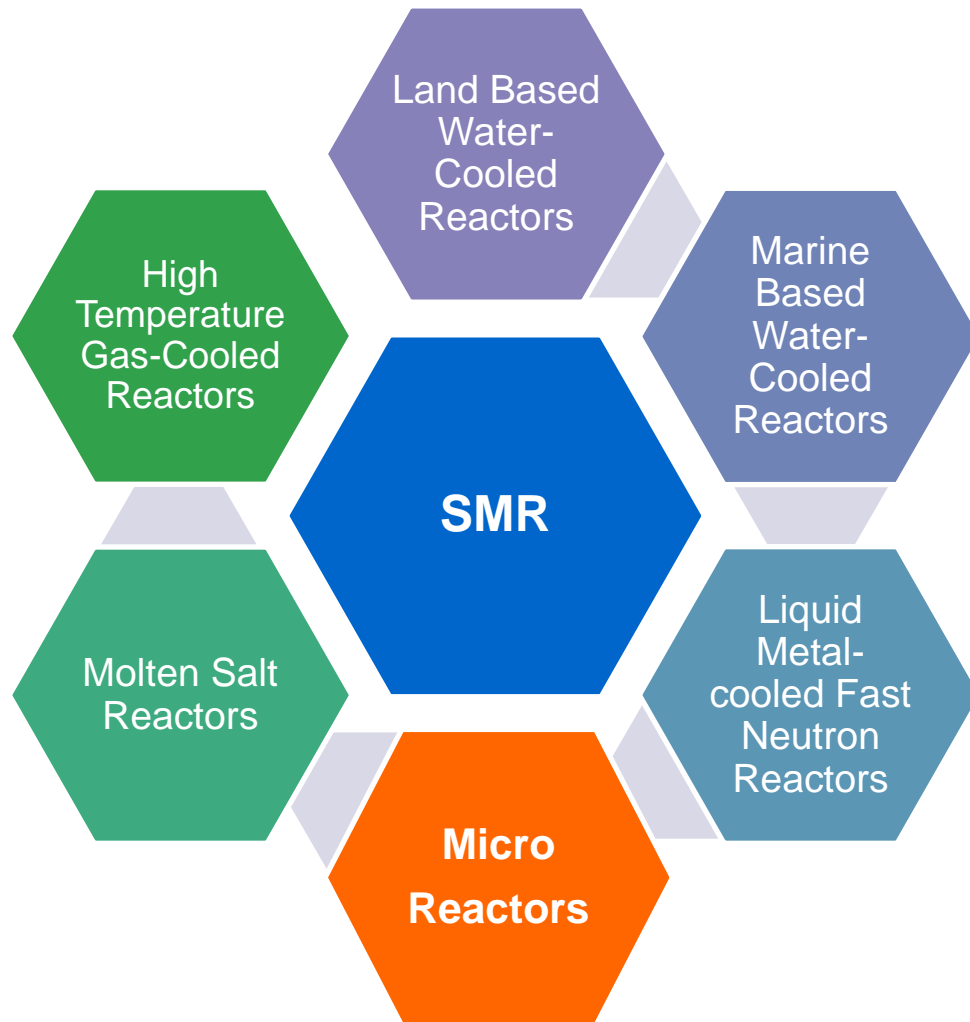 Land Based
Water-
Cooled
Reactors
Marine
Based
Water-
Cooled
Reactors
Liquid
Metal-
cooled Fast
Neutron
Reactors
Micro
Reactors
Molten Salt
Reactors
High
Temperature
Gas-Cooled
Reactors
SMR